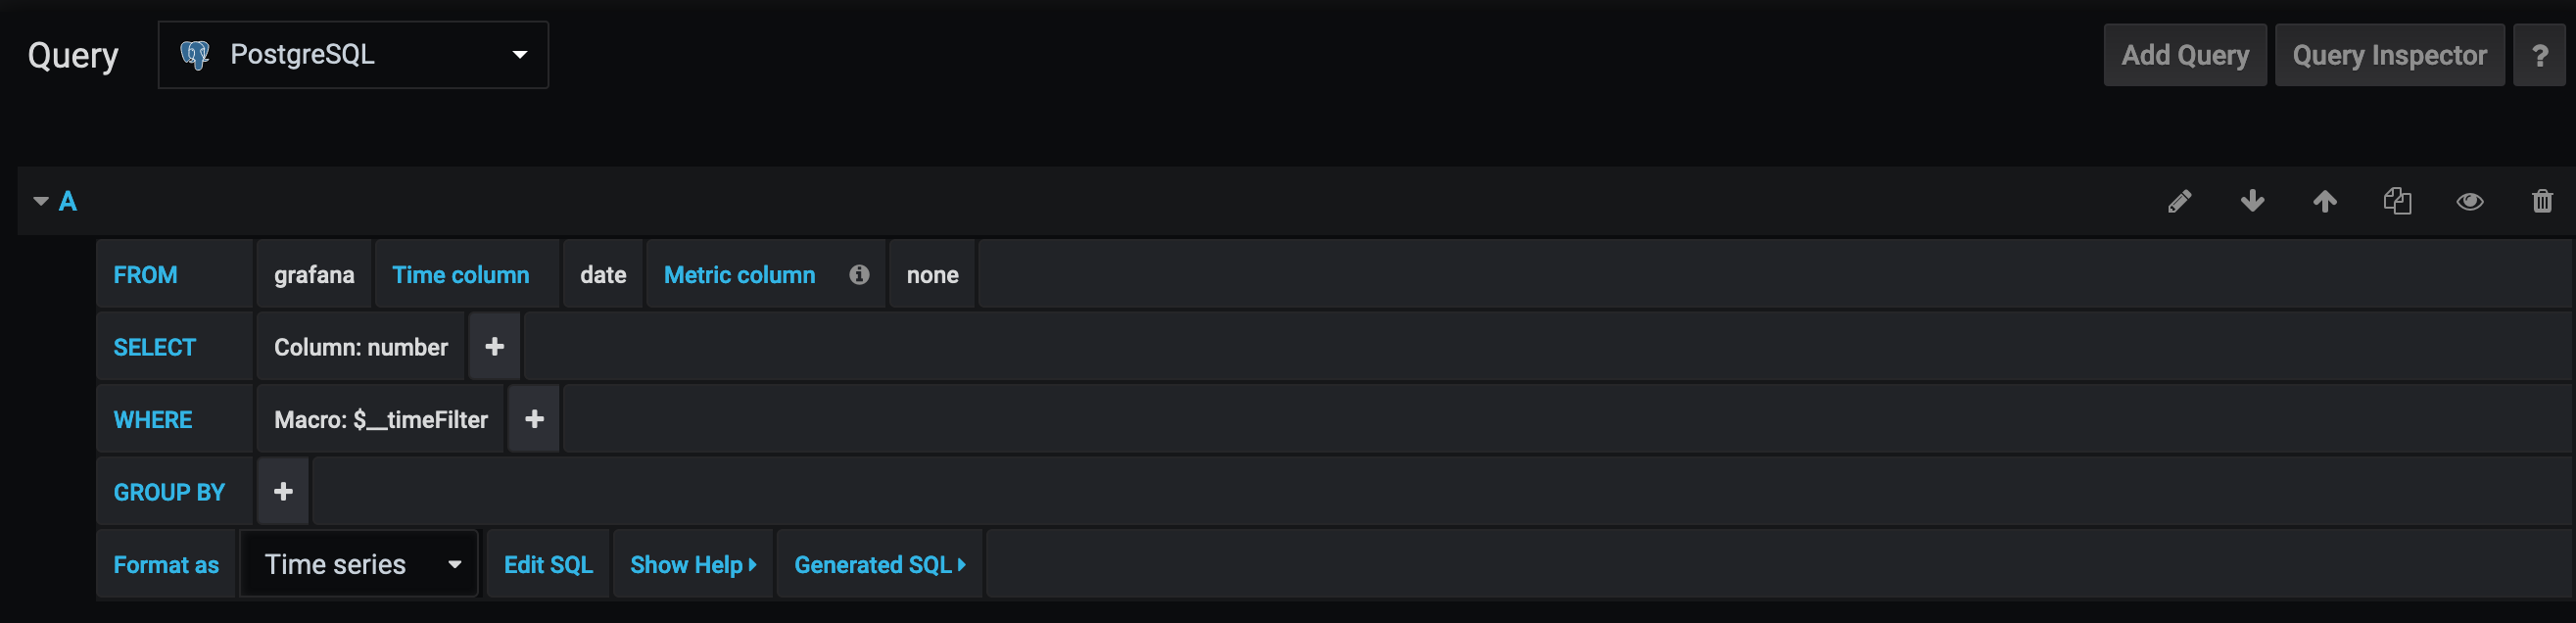 Query PostgreSQL Add Query Query Inspector ?
A
FROM grafana Time column date Metric column none
SELECT Column: number +
WHERE Macro: $__timeFilter +
GROUP BY +
Format as Time series Edit SQL Show Help Generated SQL